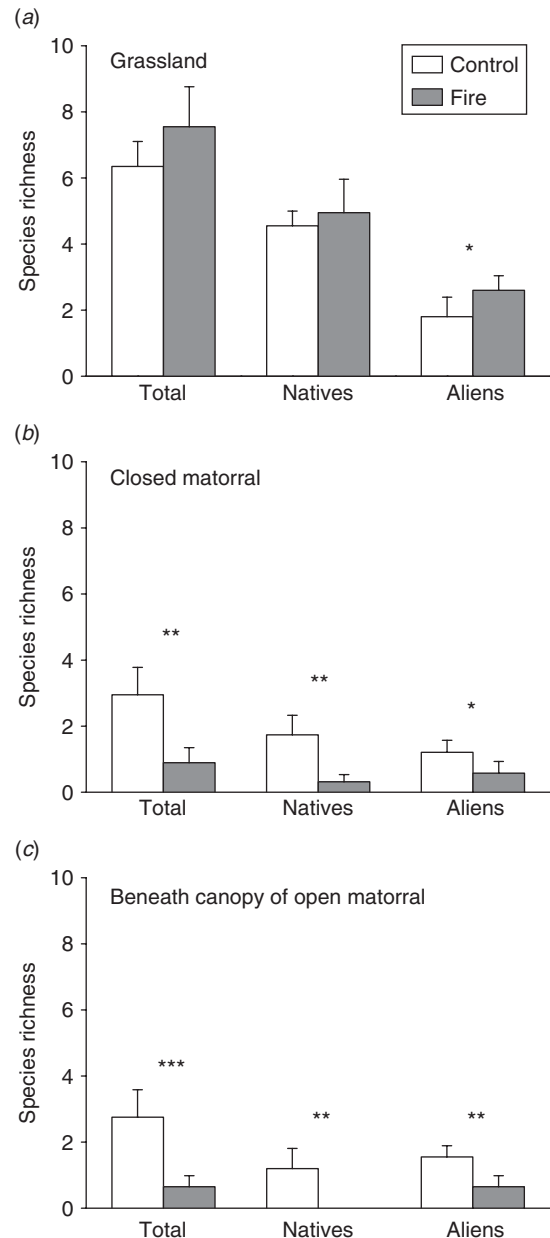 (a)
10
Grassland
Control
Fire
8
6
4
2
0
Species richness
*
Total Natives Aliens
(b)
10
Closed matorral
8
6
4
2
0
Species richness
** ** *
Total Natives Aliens
(c)
10
Beneath canopy of open matorral
8
6
4
2
0
Species richness
*** ** **
Total Natives Aliens